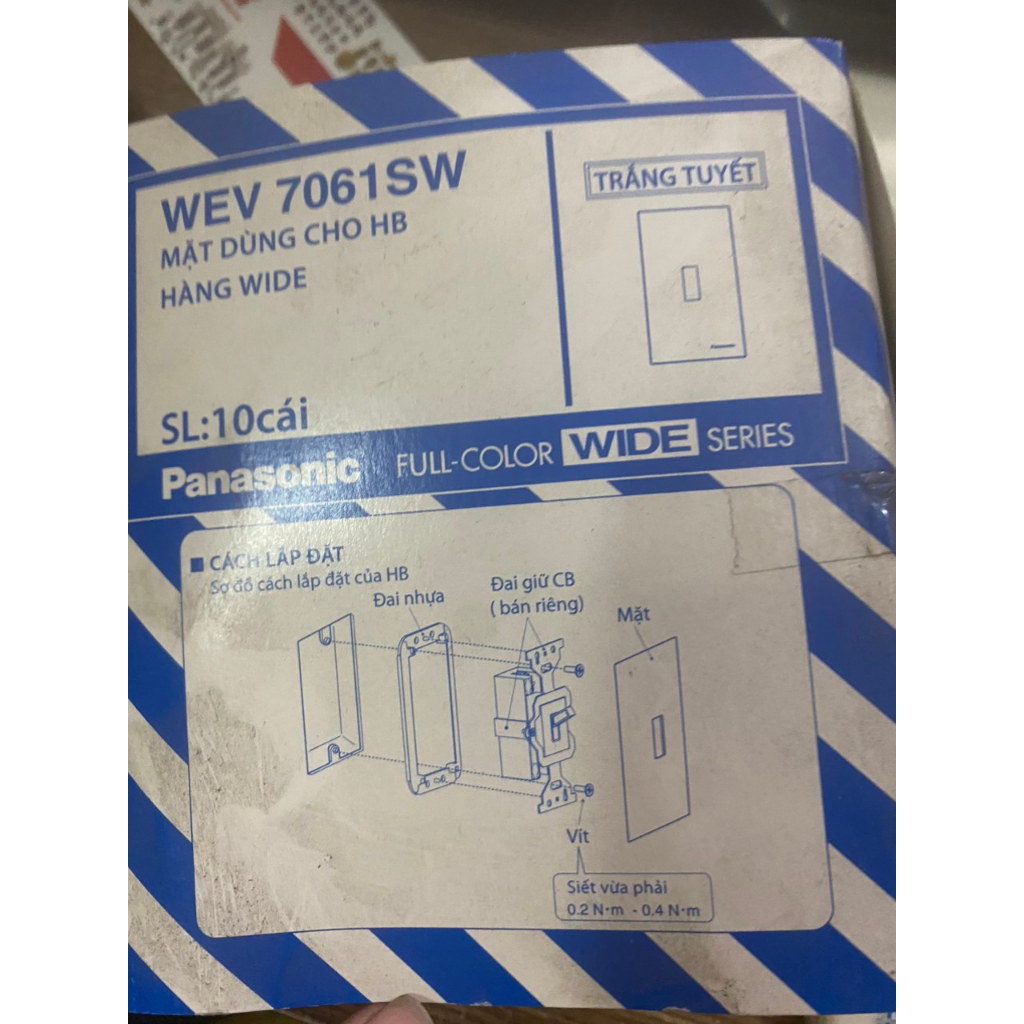 WEV 7061SW
MẶT DÙNG CHO HB
HÀNG WIDE
SL:10cái
TRẮNG TUYẾT
Panasonic
Panasonic FULL-COLOR WIDE SERIES
■ CÁCH LẮP ĐẶT
Sơ đồ cách lắp đặt của HB
Đai nhựa
Đai giữ CB
( bán riêng)
Mặt
Vít
Siết vừa phải
0.2 N·m - 0.4 N·m